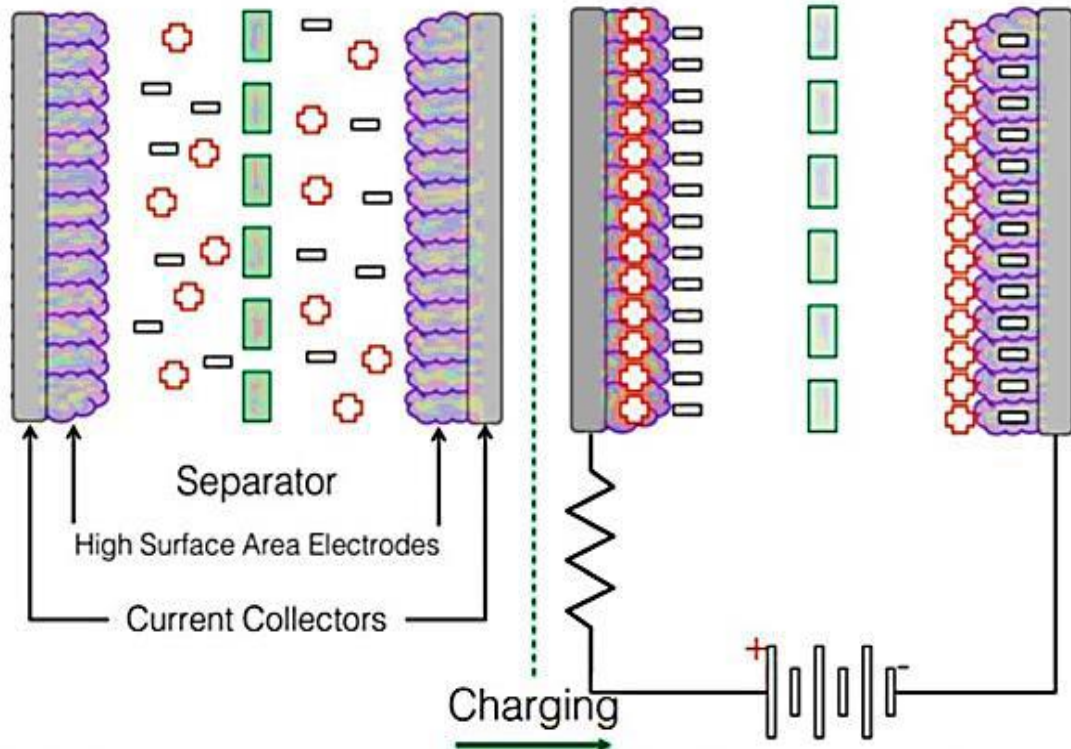 Separator
High Surface Area Electrodes
Current Collectors
Charging
+
-